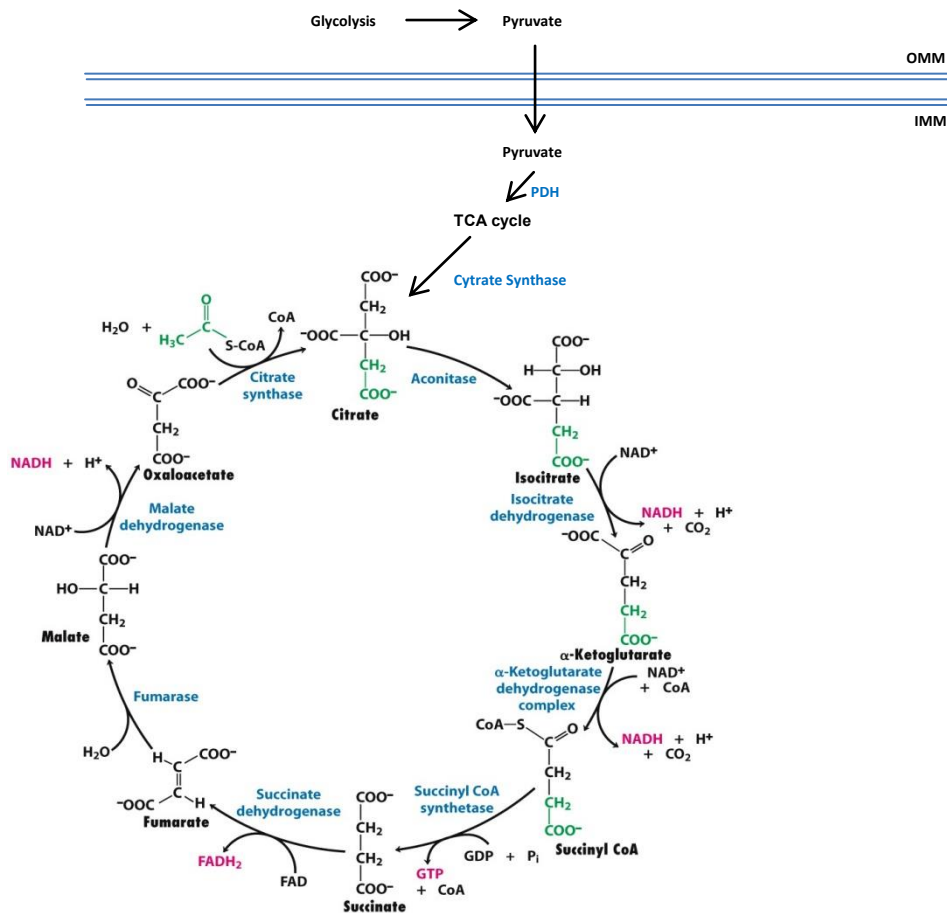 Glycolysis
Pyruvate
OMM
IMM
Pyruvate
PDH
TCA cycle
Cytrate Synthase
COO⁻
CH₂
⁻OOC—C—OH
CH₂
COO⁻
Citrate
H₂O +
O
H₃C
S-CoA
CoA
Citrate
synthase
Aconitase
COO⁻
H—C—OH
⁻OOC—C—H
CH₂
COO⁻
Isocitrate
NAD⁺
Isocitrate
dehydrogenase
NADH + H⁺
+ CO₂
O
C
COO⁻
CH₂
COO⁻
Oxaloacetate
NADH + H⁺
Malate
dehydrogenase
NAD⁺
⁻OOC
C
O
CH₂
CH₂
COO⁻
α-Ketoglutarate
COO⁻
HO—C—H
CH₂
COO⁻
Malate
NAD⁺
+ CoA
α-Ketoglutarate
dehydrogenase
complex
NADH + H⁺
+ CO₂
Fumarase
H₂O
CoA—S
C
O
CH₂
CH₂
COO⁻
Succinyl CoA
H
C
COO⁻
⁻OOC
C
H
Fumarate
Succinate
dehydrogenase
FADH₂
FAD
COO⁻
CH₂
CH₂
COO⁻
Succinate
Succinyl CoA
synthetase
GDP + Pᵢ
GTP
+ CoA